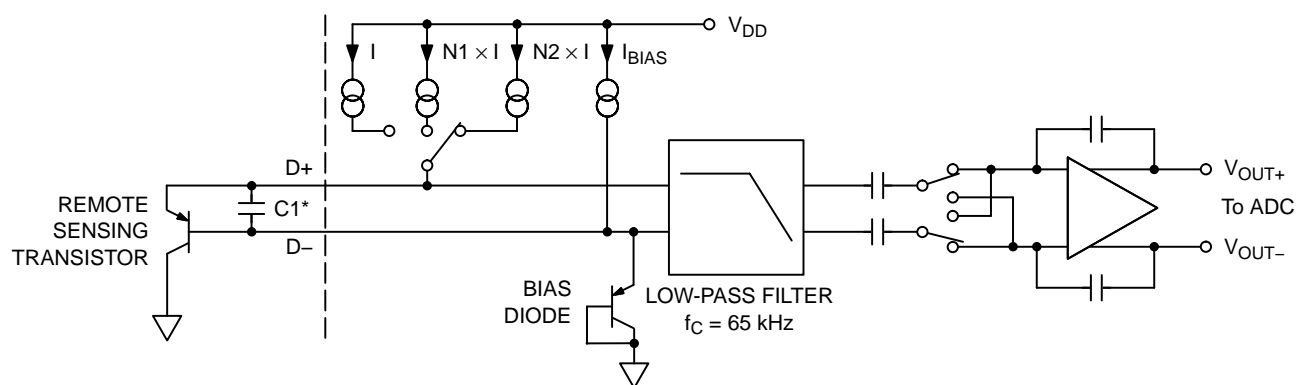 V_DD
I
N1 × I
N2 × I
I_BIAS
D+
C1*
D−
REMOTE
SENSING
TRANSISTOR
BIAS
DIODE
LOW-PASS FILTER
f_C = 65 kHz
V_OUT+
To ADC
V_OUT−